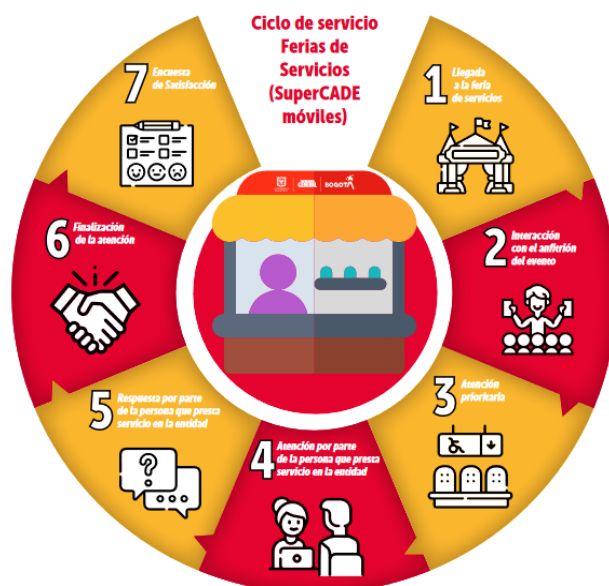 Ciclo de servicio
Ferias de
Servicios
(SuperCADE
móviles)
1 Llegada
a la feria
de servicios
2 Interacción
con el anfitrión
del evento
3 Atención
prioritaria
4 Atención por parte
de la persona que presta
servicio en la entidad
5 Respuesta por parte
de la persona que presta
servicio en la entidad
6 Finalización
de la atención
7 Encuesta
de Satisfacción
BOGOTÁ